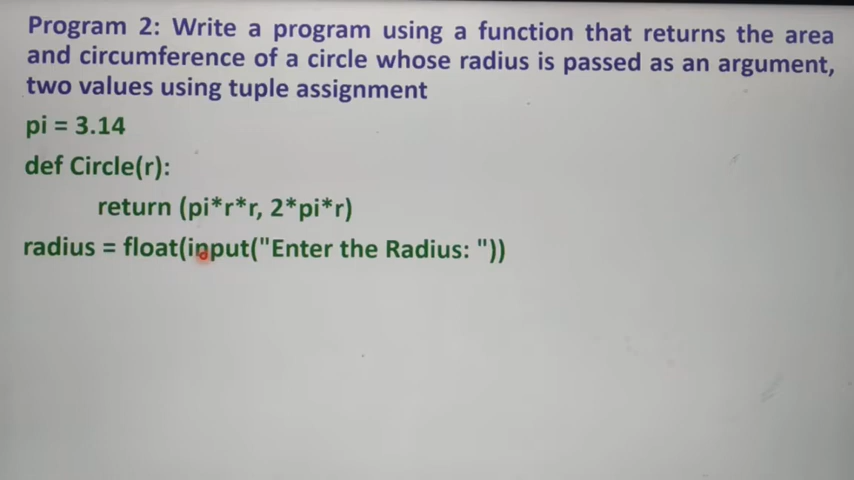 Program 2: Write a program using a function that returns the area
and circumference of a circle whose radius is passed as an argument,
two values using tuple assignment
pi = 3.14
def Circle(r):
return (pi*r*r, 2*pi*r)
radius = float(input("Enter the Radius: "))